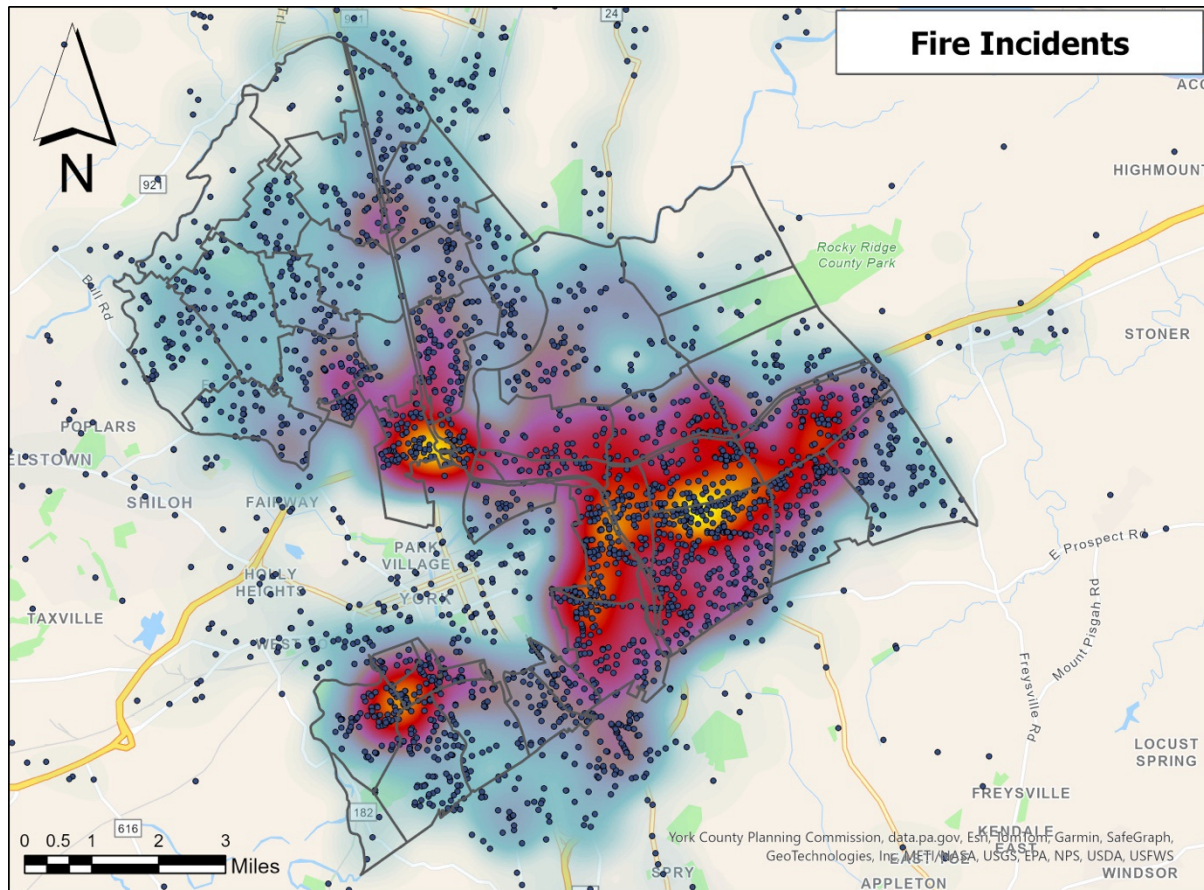 Fire Incidents
N
921
24
921
Bull Rd
ACC
HIGHMOUNT
Rocky Ridge
County Park
STONER
POPLARS
ELSTOWN
SHILOH
FAIRWAY
PARK
VILLAGE
HOLLY
HEIGHTS
YORK
E Prospect Rd
TAXVILLE
WEST
Mount Pisgah Rd
Freysville Rd
LOCUST
SPRING
182
616
FREYSVILLE
0 0.5 1 2 3
Miles
York County Planning Commission, data.pa.gov, Esri, TomTom, Garmin, SafeGraph,
GeoTechnologies, Inc, METI/NASA, USGS, EPA, NPS, USDA, USFWS
KENDALE
EAST
SPRY
APPLETON
WINDSOR